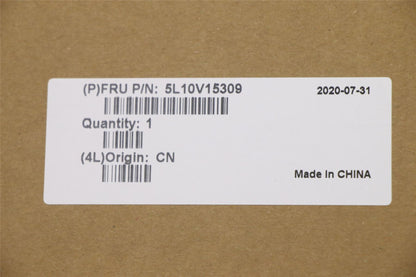 (P)FRU P/N: 5L10V15309 2020-07-31
Quantity: 1
(4L)Origin: CN
Made In CHINA